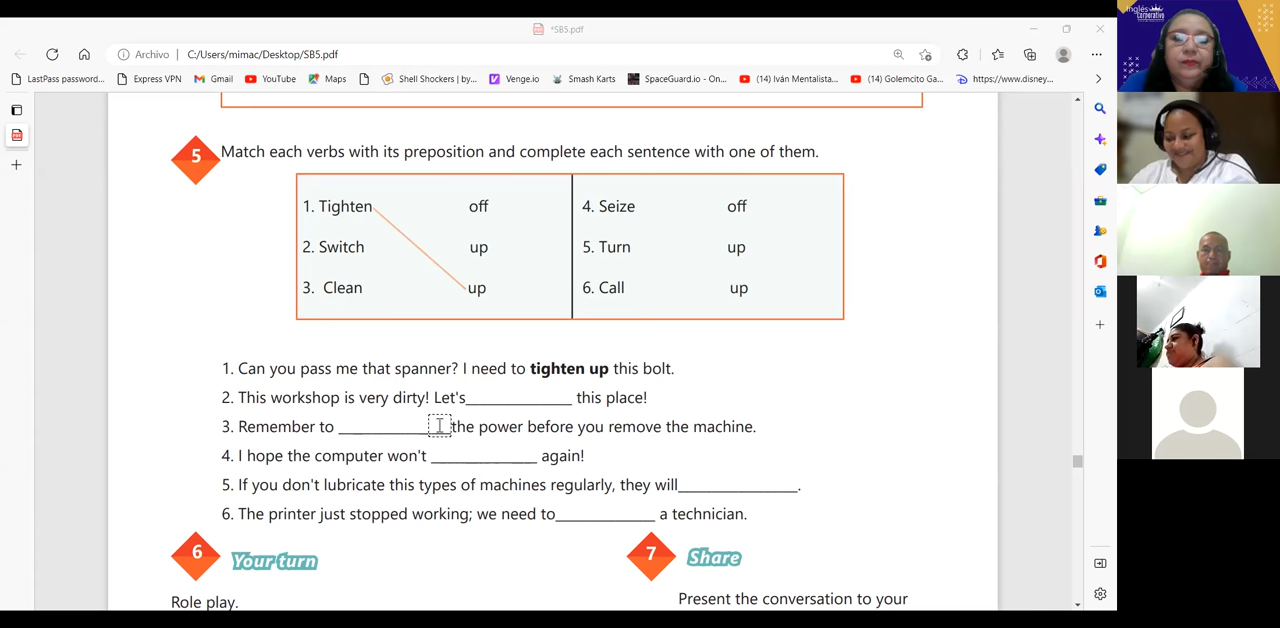 *SB5.pdf
Archivo | C:/Users/mimac/Desktop/SB5.pdf
LastPass password... Express VPN Gmail YouTube Maps Shell Shockers | by... Venge.io Smash Karts SpaceGuard.io - On... (14) Iván Mentalista... (14) Golemcito Ga... https://www.disney...
Inglés
Corporativo
5 Match each verbs with its preposition and complete each sentence with one of them.
1. Tighten off 4. Seize off
2. Switch up 5. Turn up
3. Clean up 6. Call up
1. Can you pass me that spanner? I need to tighten up this bolt.
2. This workshop is very dirty! Let's____________ this place!
3. Remember to ____________ the power before you remove the machine.
4. I hope the computer won't ____________ again!
5. If you don't lubricate this types of machines regularly, they will____________.
6. The printer just stopped working; we need to____________ a technician.
6 Your turn 7 Share
Role play. Present the conversation to your